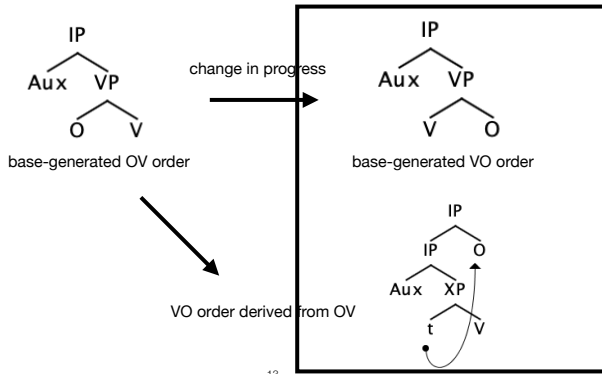 IP
Aux VP
O V
base-generated OV order
change in progress
IP
Aux VP
V O
base-generated VO order
VO order derived from OV
IP
IP O
Aux XP
t V